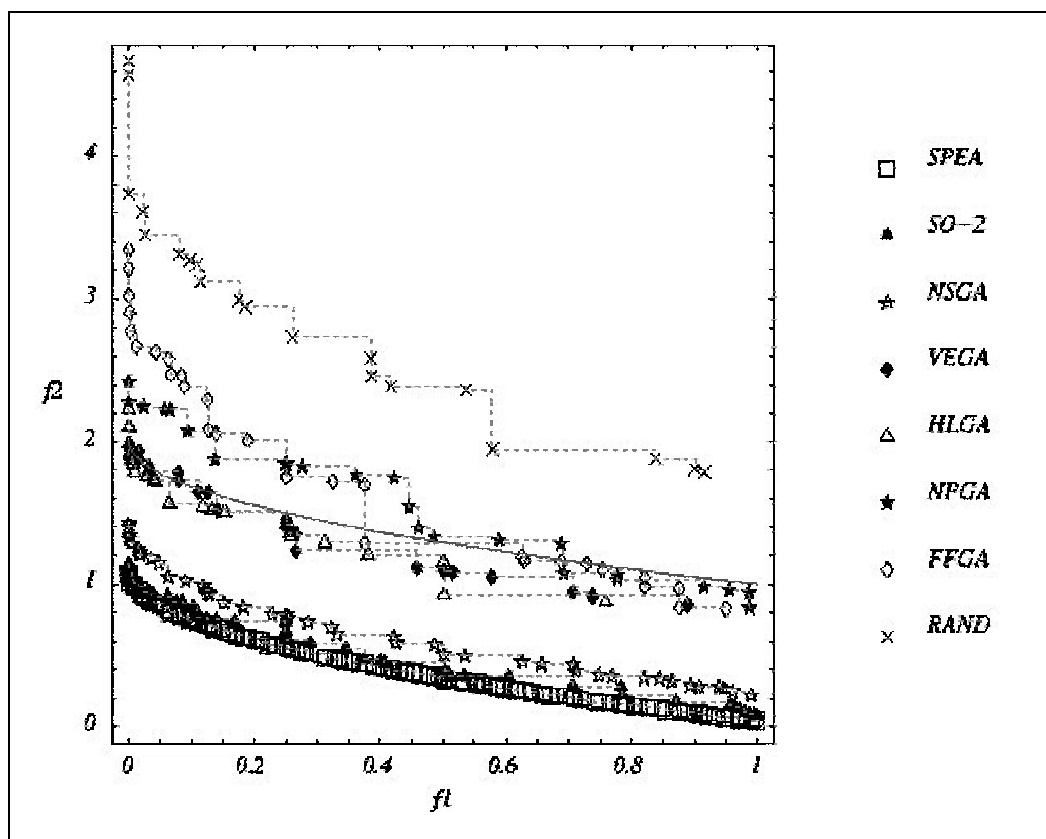 4
3
f2
2
1
0
0
0.2
0.4
0.6
0.8
1
f1
SPEA
SO-2
NSGA
VEGA
HLGA
NPGA
FFGA
RAND